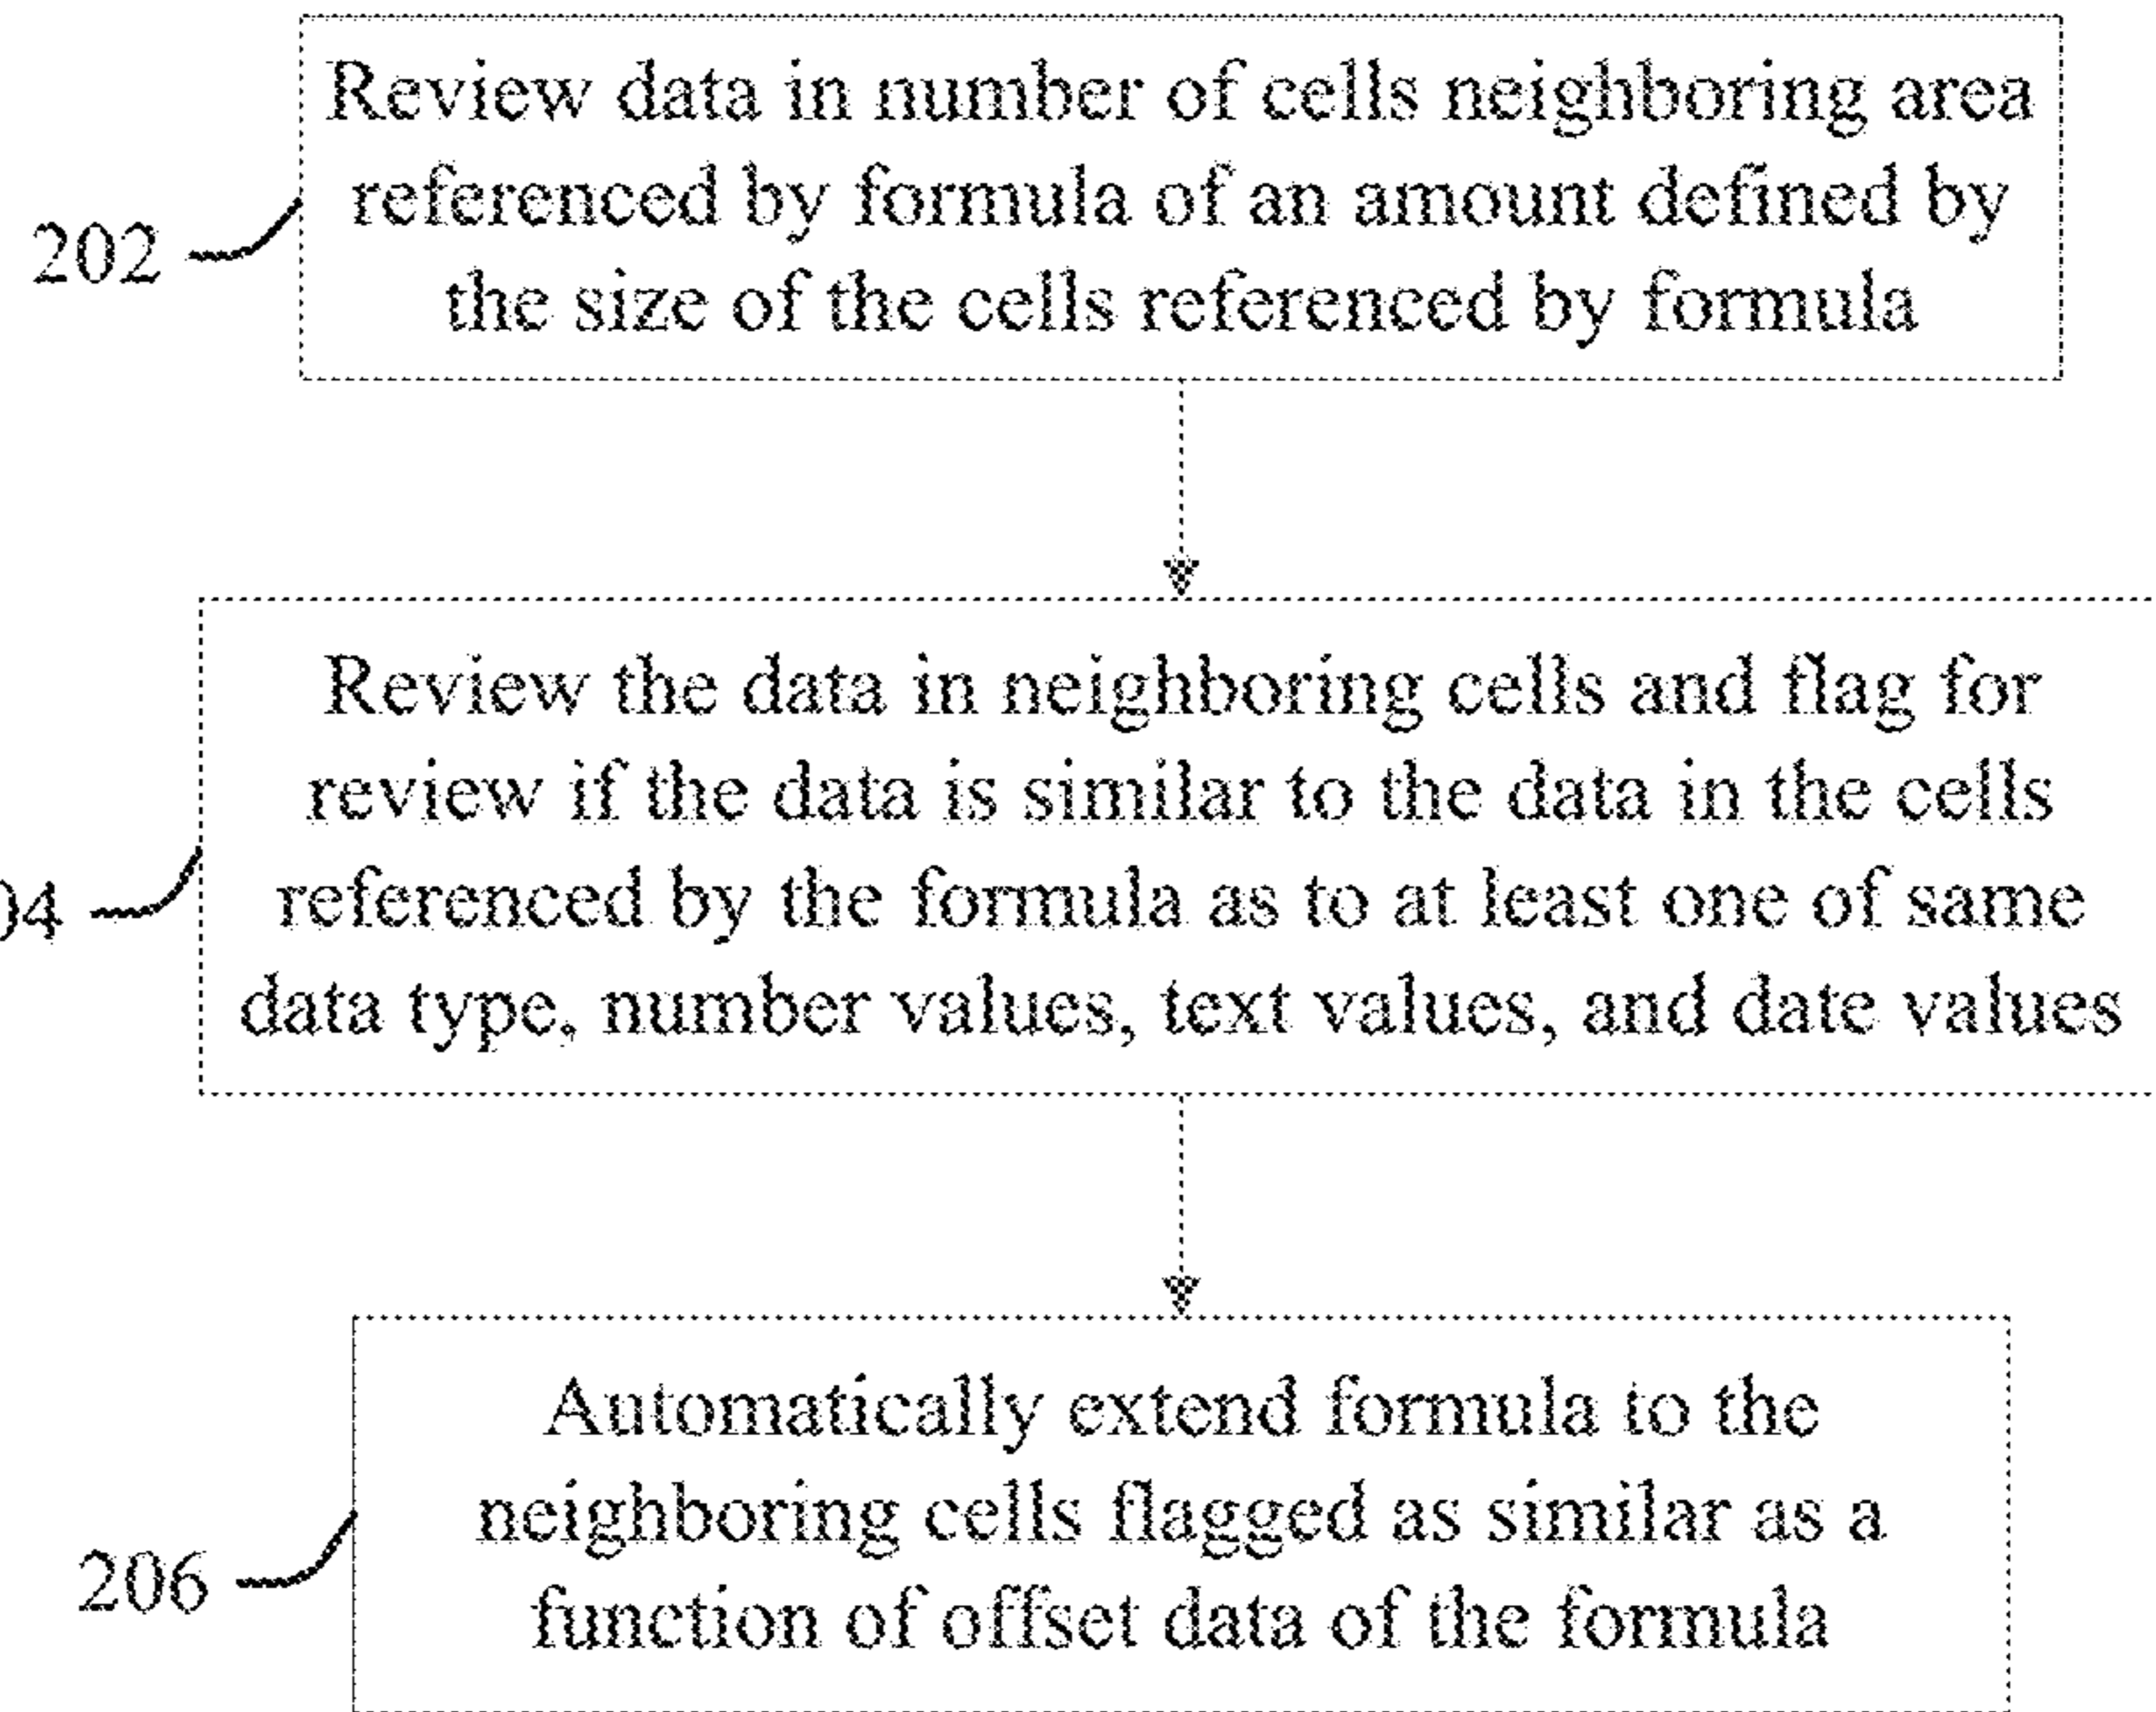 Review data in number of cells neighboring area
referenced by formula of an amount defined by
the size of the cells referenced by formula
202
Review the data in neighboring cells and flag for
review if the data is similar to the data in the cells
referenced by the formula as to at least one of same
data type, number values, text values, and date values
Automatically extend formula to the
neighboring cells flagged as similar as a
function of offset data of the formula
206